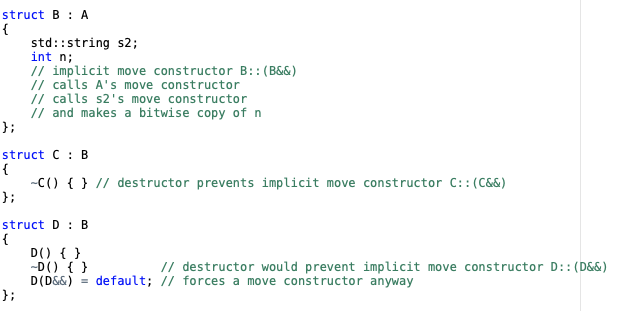 struct B : A
{
    std::string s2;
    int n;
    // implicit move constructor B::(B&&)
    // calls A's move constructor
    // calls s2's move constructor
    // and makes a bitwise copy of n
};

struct C : B
{
    ~C() { } // destructor prevents implicit move constructor C::(C&&)
};

struct D : B
{
    D() { }
    ~D() { }          // destructor would prevent implicit move constructor D::(D&&)
    D(D&&) = default; // forces a move constructor anyway
};